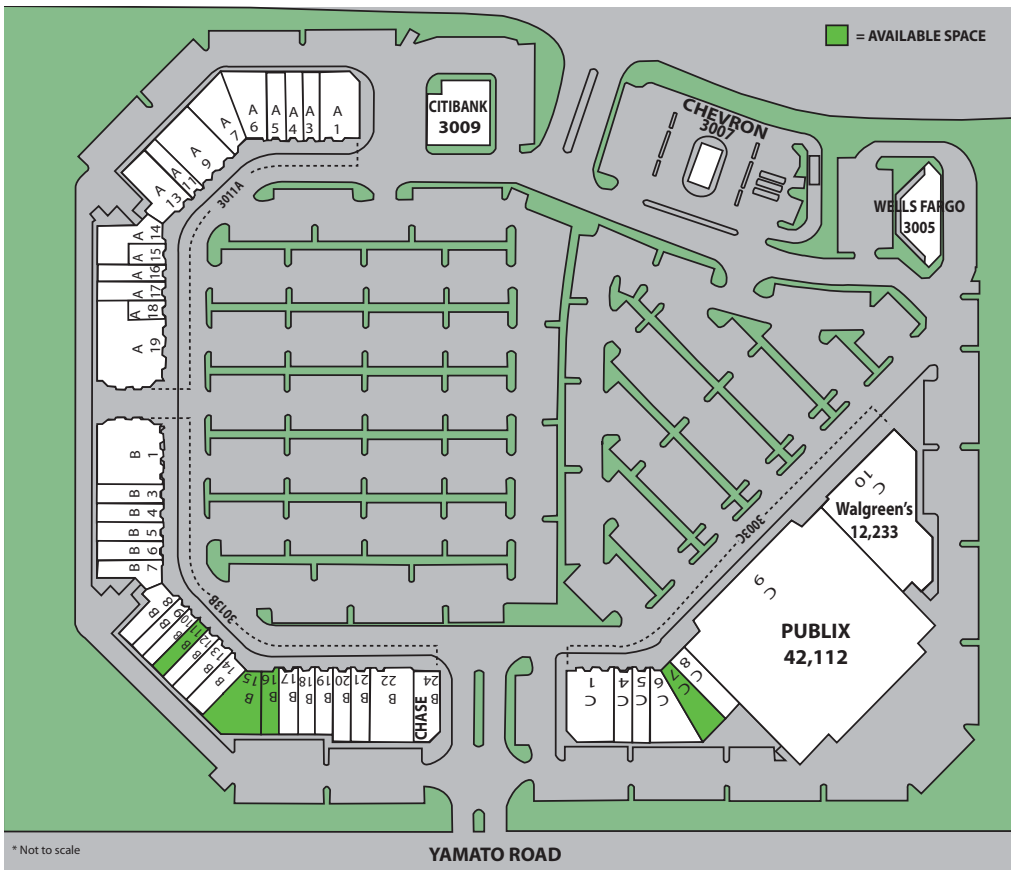 = AVAILABLE SPACE
CITIBANK
3009
CHEVRON
3007
WELLS FARGO
3005
A 1
A 3
A 4
A 5
A 6
A 7
A 9
A 11
A 13
3011A
A 14
A 15
A 16
A 17
A 18
A 19
B 1
B 3
B 4
B 5
B 6
B 7
B 8
B 9
B 10
B 11
B 12
B 13
B 14
3013B
B 15
B 16
B 17
B 18
B 19
B 20
B 21
B 22
B 24
CHASE
C 1
C 4
C 5
C 6
C 7
C 8
C 9
PUBLIX
42,112
C 10
Walgreen's
12,233
3003C
* Not to scale
YAMATO ROAD